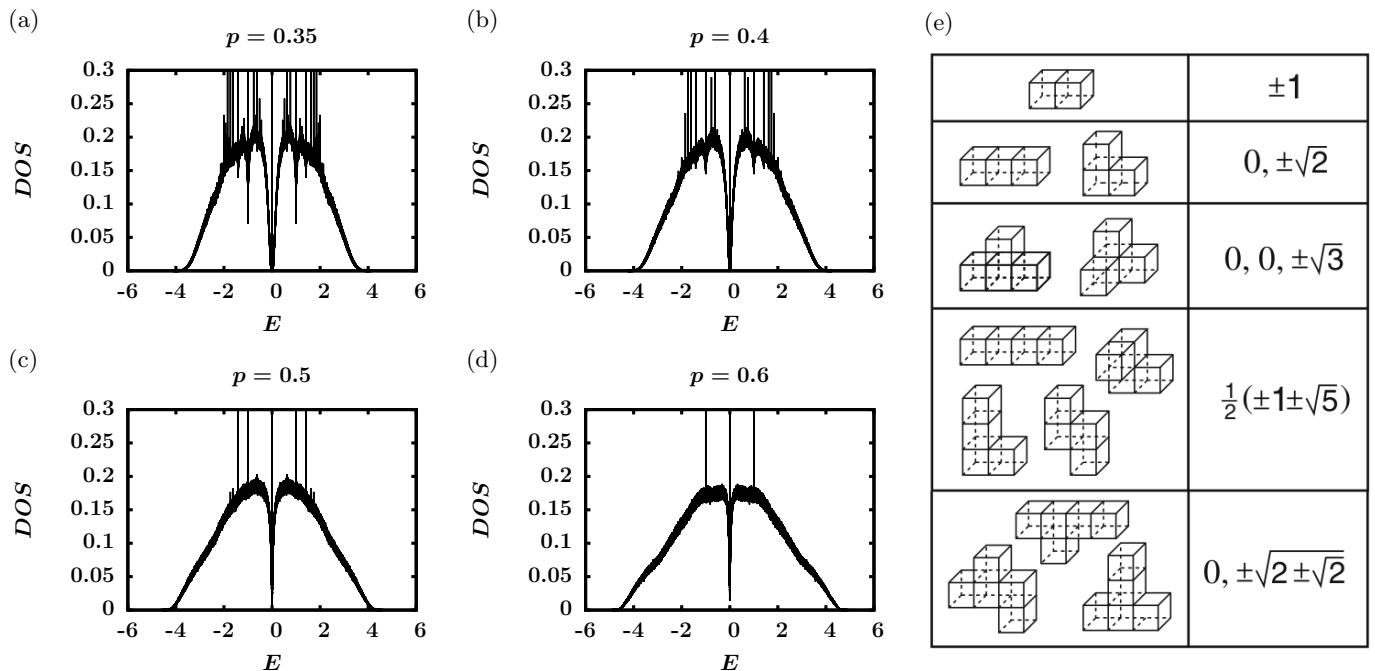 (a)
p = 0.35
0.3
0.25
0.2
0.15
0.1
0.05
0
DOS
-6 -4 -2 0 2 4 6
E
(b)
p = 0.4
0.3
0.25
0.2
0.15
0.1
0.05
0
DOS
-6 -4 -2 0 2 4 6
E
(c)
p = 0.5
0.3
0.25
0.2
0.15
0.1
0.05
0
DOS
-6 -4 -2 0 2 4 6
E
(d)
p = 0.6
0.3
0.25
0.2
0.15
0.1
0.05
0
DOS
-6 -4 -2 0 2 4 6
E
(e)
±1
0, ±√2
0, 0, ±√3
½(±1±√5)
0, ±√(2 ± √2)